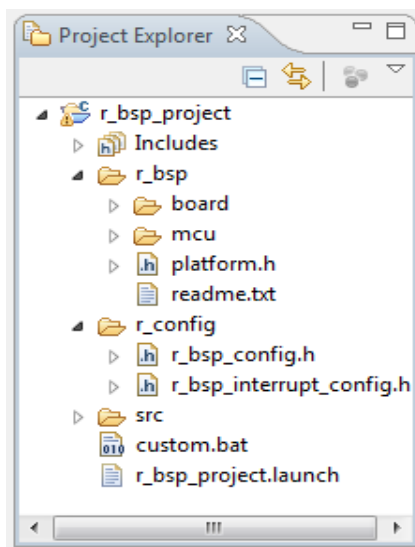 Project Explorer
r_bsp_project
Includes
r_bsp
board
mcu
platform.h
readme.txt
r_config
r_bsp_config.h
r_bsp_interrupt_config.h
src
custom.bat
r_bsp_project.launch